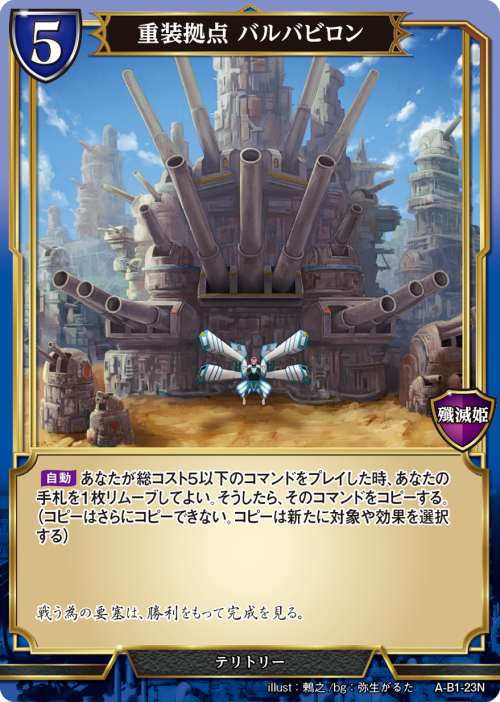 5
重装拠点 バルバビロン
殲滅姫
自動 あなたが総コスト5以下のコマンドをプレイした時、あなたの
手札を1枚リムーブしてよい。そうしたら、そのコマンドをコピーする。
(コピーはさらにコピーできない。コピーは新たに対象や効果を選択
する)
戦う為の要塞は、勝利をもって完成を見る。
テリトリー
illust：鶫之 /bg：弥生がるた A-B1-23N